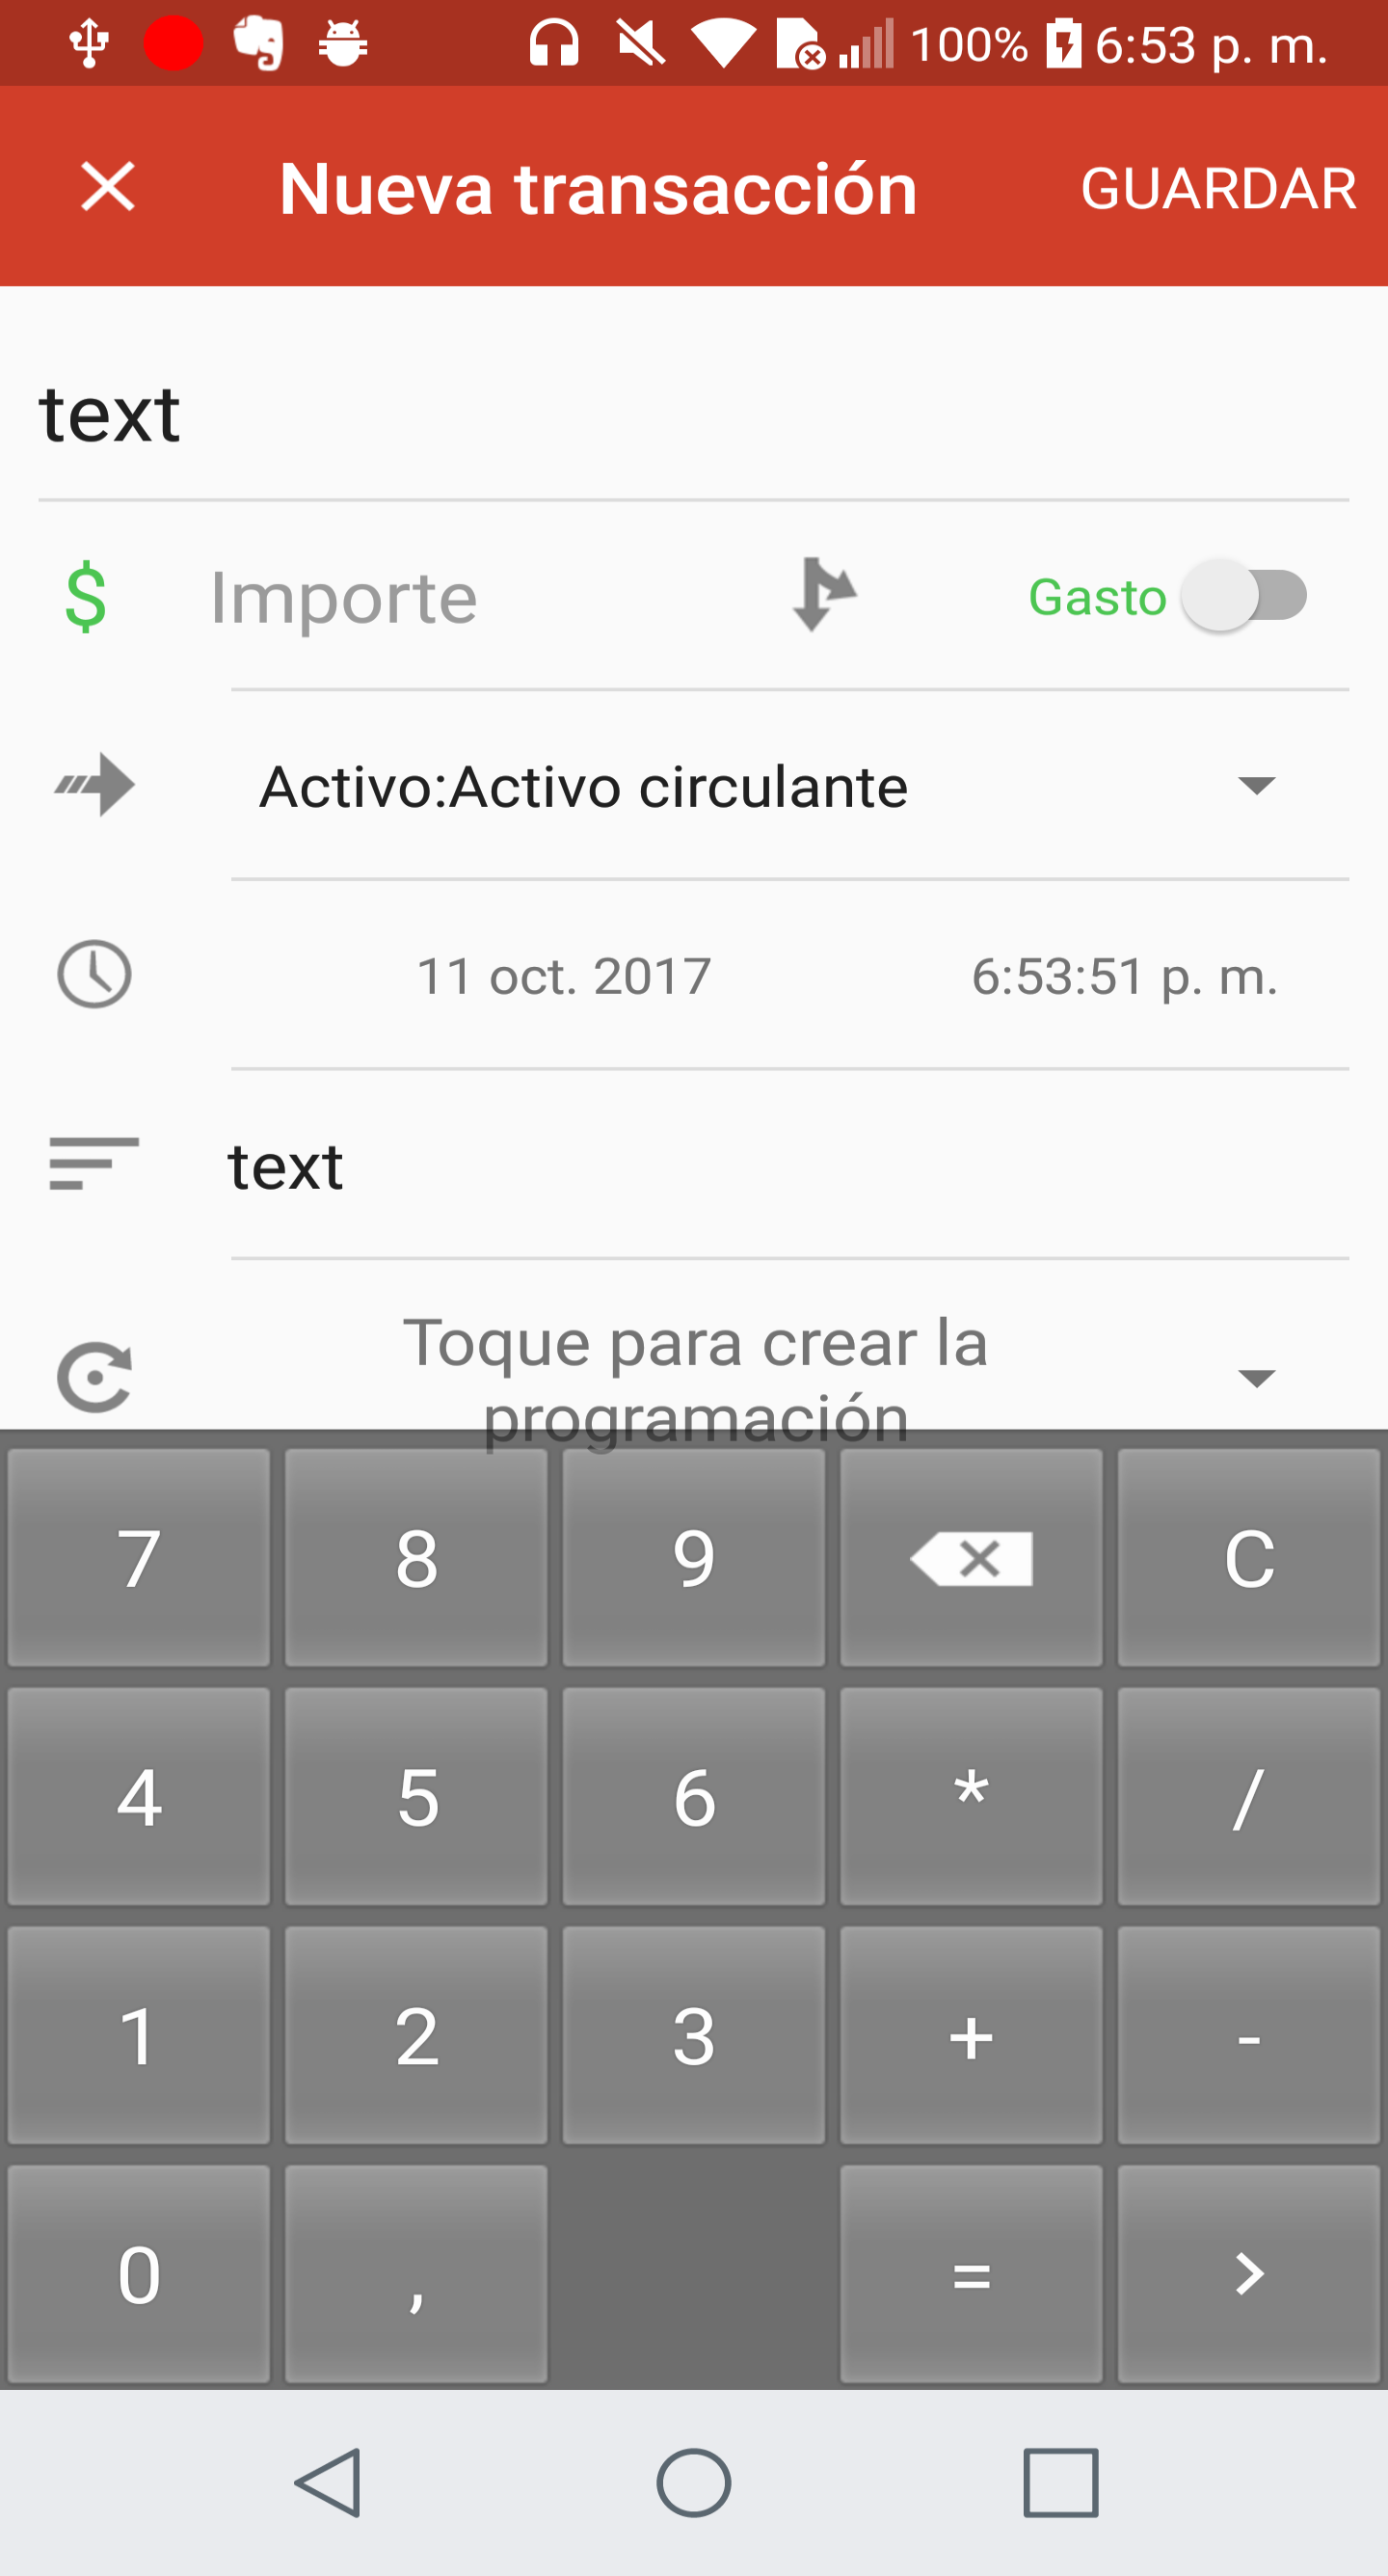 100% 6:53 p. m.
Nueva transacción GUARDAR
text
$ Importe Gasto
Activo:Activo circulante
11 oct. 2017 6:53:51 p. m.
text
Toque para crear la
programación
7 8 9 C
4 5 6 * /
1 2 3 + -
0 , = >